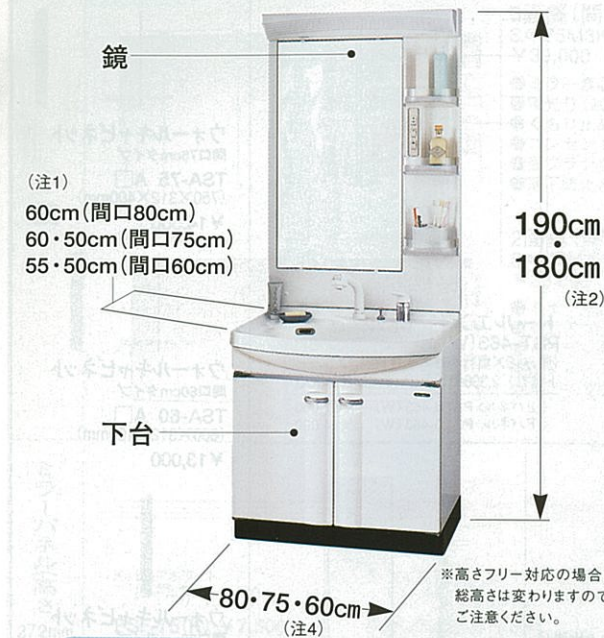 鏡
(注1)
60cm(間口80cm)
60・50cm(間口75cm)
55・50cm(間口60cm)
190cm
・
180cm
(注2)
下台
80・75・60cm
(注4)
※高さフリー対応の場合
総高さは変わりますので
ご注意ください。